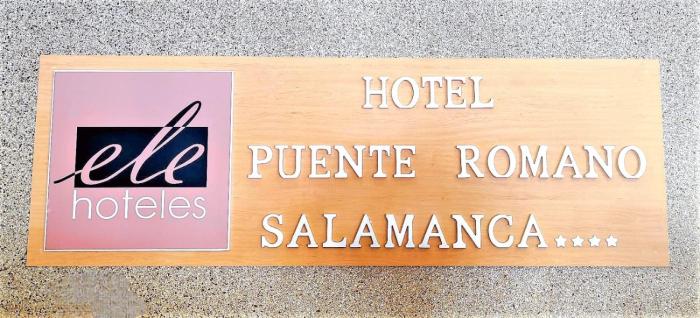 ele
hoteles
HOTEL
PUENTE ROMANO
SALAMANCA★★★★